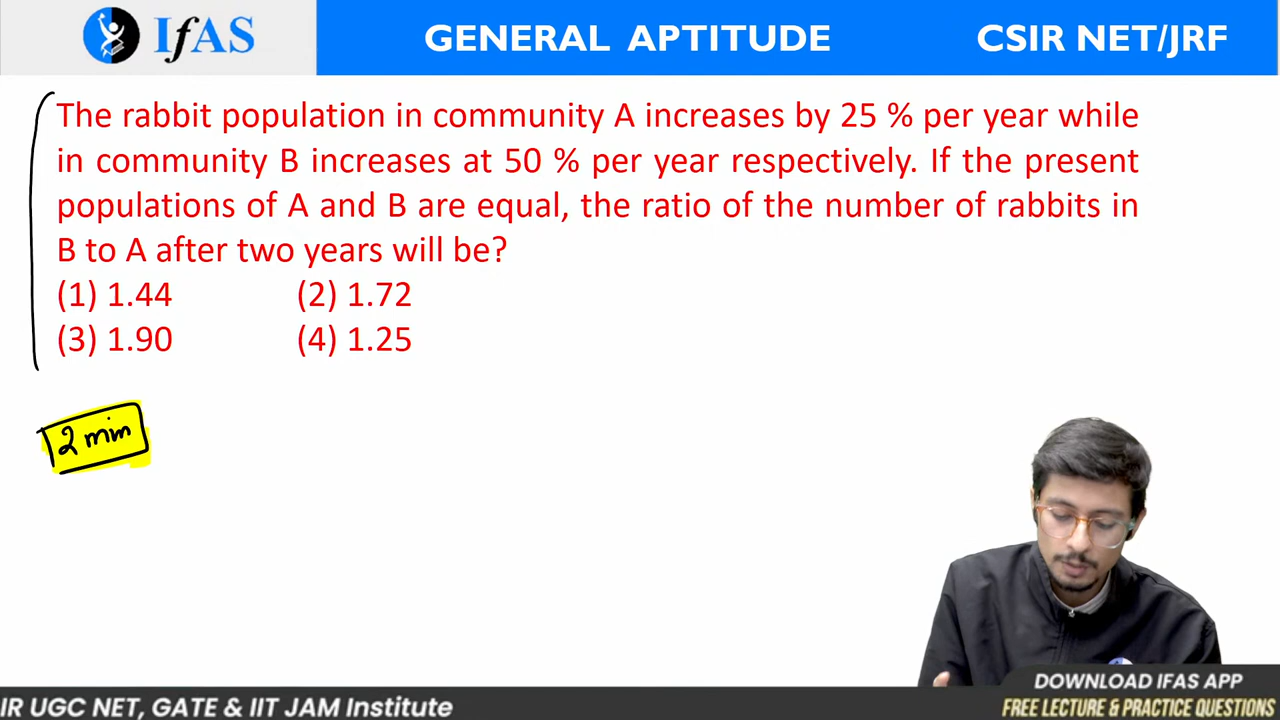 IfAS
GENERAL APTITUDE
CSIR NET/JRF
The rabbit population in community A increases by 25 % per year while
in community B increases at 50 % per year respectively. If the present
populations of A and B are equal, the ratio of the number of rabbits in
B to A after two years will be?
(1) 1.44 (2) 1.72
(3) 1.90 (4) 1.25
2 min
DOWNLOAD IFAS APP
IR UGC NET, GATE & IIT JAM Institute
FREE LECTURE & PRACTICE QUESTIONS